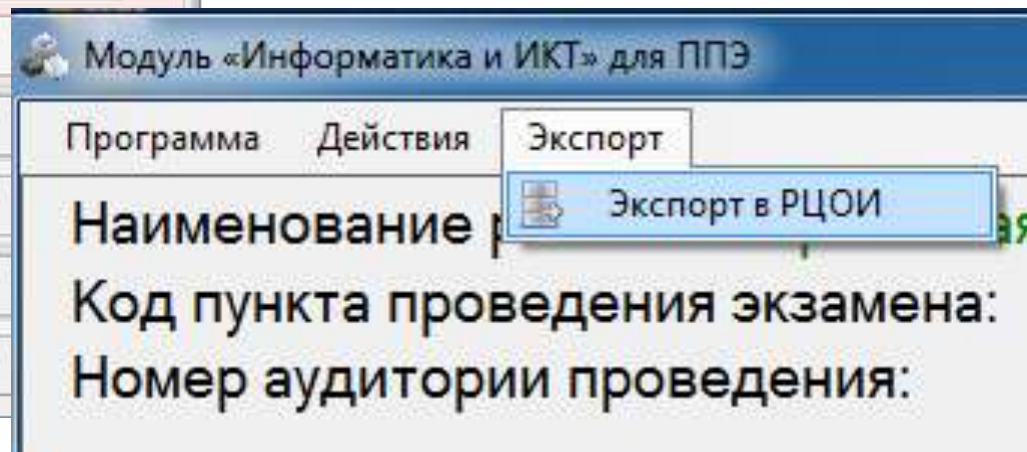 Модуль «Информатика и ИКТ» для ППЭ
Программа Действия Экспорт
Экспорт в РЦОИ
Наименование
Код пункта проведения экзамена:
Номер аудитории проведения: